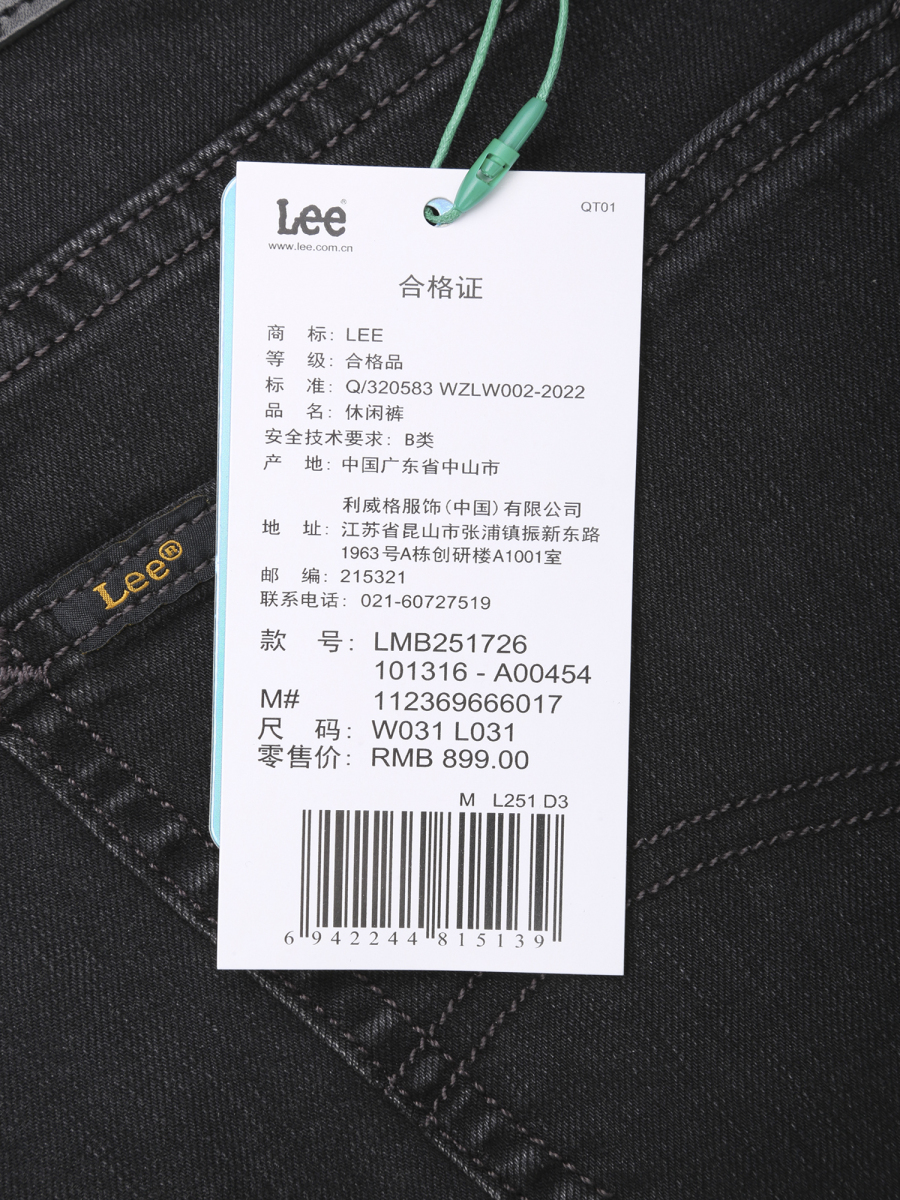 Lee®
www.lee.com.cn
QT01
合格证
商 标: LEE
等 级: 合格品
标 准: Q/320583 WZLW002-2022
品 名: 休闲裤
安全技术要求: B类
产 地: 中国广东省中山市
利威格服饰(中国)有限公司
地 址: 江苏省昆山市张浦镇振新东路
1963号A栋创研楼A1001室
邮 编: 215321
联系电话: 021-60727519
款 号: LMB251726
101316 - A00454
M# 112369666017
尺 码: W031 L031
零售价: RMB 899.00
M L251 D3
6 942244 815139
Lee®